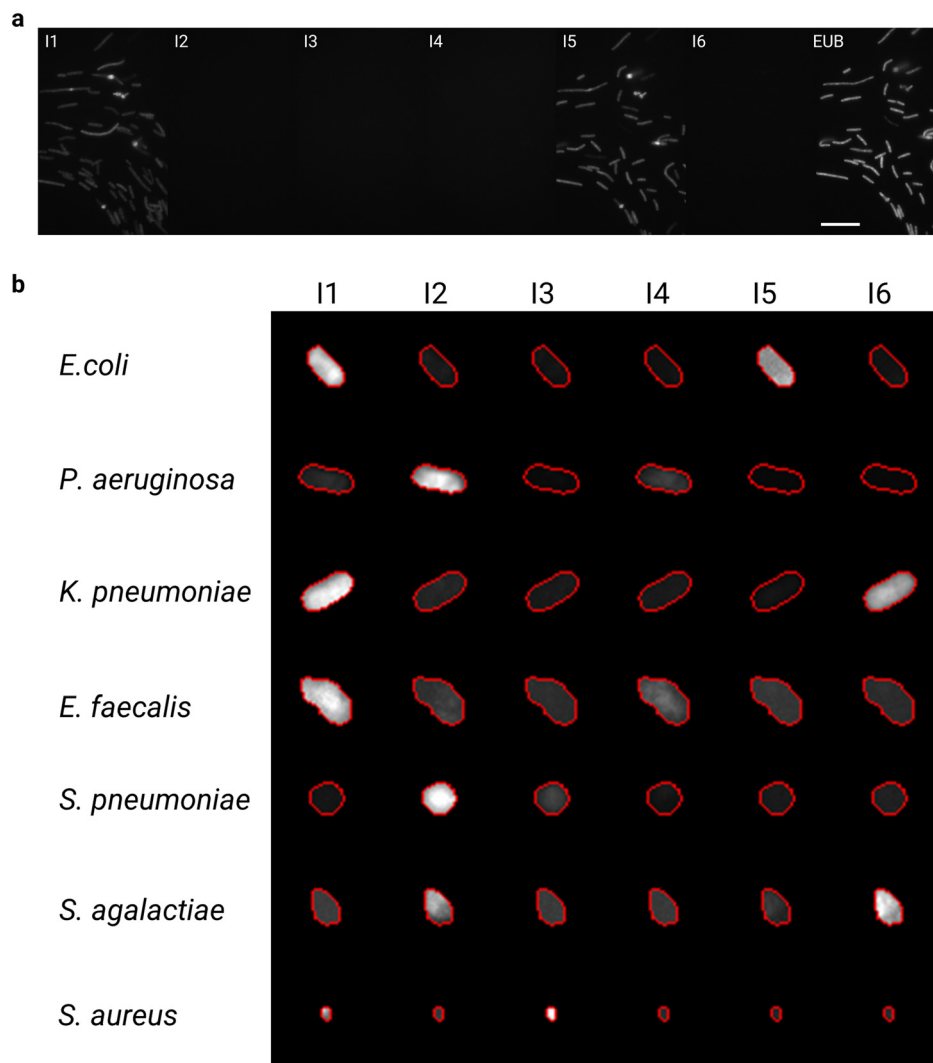 a
I1 I2 I3 I4 I5 I6 EUB
b
I1 I2 I3 I4 I5 I6
E.coli
P. aeruginosa
K. pneumoniae
E. faecalis
S. pneumoniae
S. agalactiae
S. aureus